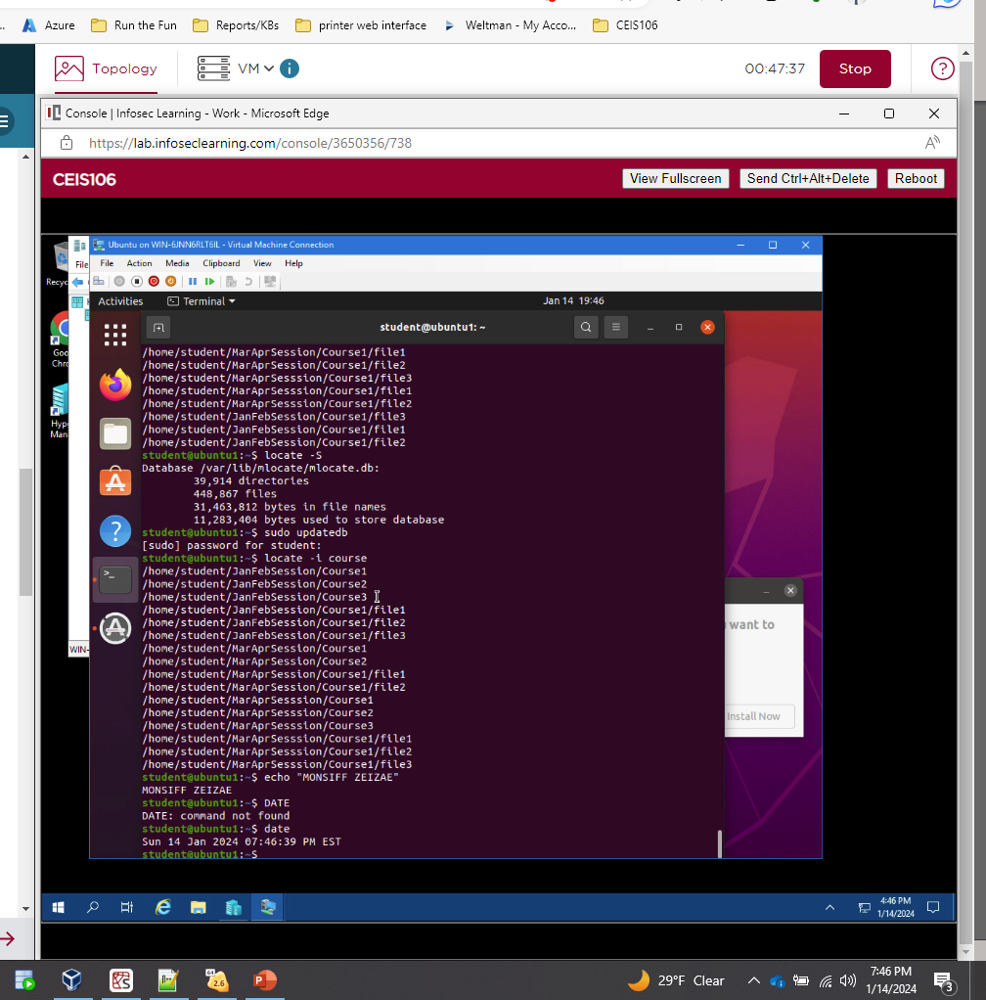 Azure Run the Fun Reports/KBs printer web interface Weltman - My Acco... CEIS106
Topology VM 00:47:37 Stop ?
Console | Infosec Learning - Work - Microsoft Edge
https://lab.infoseclearning.com/console/3650356/738
CEIS106 View Fullscreen Send Ctrl+Alt+Delete Reboot
Ubuntu on WIN-6JNN6RLT6IL - Virtual Machine Connection
File Action Media Clipboard View Help
Activities Terminal Jan 14 19:46
student@ubuntu1: ~
/home/student/MarAprSession/Course1/file1
/home/student/MarAprSession/Course1/file2
/home/student/MarAprSesssion/Course1/file3
/home/student/MarAprSesssion/Course1/file1
/home/student/MarAprSesssion/Course1/file2
/home/student/JanFebSession/Course1/file3
/home/student/JanFebSession/Course1/file1
/home/student/JanFebSession/Course1/file2
student@ubuntu1:~$ locate -S
Database /var/lib/mlocate/mlocate.db:
39,914 directories
448,867 files
31,463,812 bytes in file names
11,283,404 bytes used to store database
student@ubuntu1:~$ sudo updatedb
[sudo] password for student:
student@ubuntu1:~$ locate -i course
/home/student/JanFebSession/Course1
/home/student/JanFebSession/Course2
/home/student/JanFebSession/Course3
/home/student/JanFebSession/Course1/file1
/home/student/JanFebSession/Course1/file2
/home/student/JanFebSession/Course1/file3
/home/student/MarAprSession/Course1
/home/student/MarAprSession/Course2
/home/student/MarAprSession/Course1/file1
/home/student/MarAprSession/Course1/file2
/home/student/MarAprSesssion/Course1
/home/student/MarAprSesssion/Course2
/home/student/MarAprSesssion/Course3
/home/student/MarAprSesssion/Course1/file1
/home/student/MarAprSesssion/Course1/file2
/home/student/MarAprSesssion/Course1/file3
student@ubuntu1:~$ echo "MONSIFF ZEIZAE"
MONSIFF ZEIZAE
student@ubuntu1:~$ DATE
DATE: command not found
student@ubuntu1:~$ date
Sun 14 Jan 2024 07:46:39 PM EST
student@ubuntu1:~$
want to
Install Now
Recyc
File
Goo
Chr
Hyp
Man
WIN-
4:46 PM
1/14/2024
29°F Clear
7:46 PM
1/14/2024
3